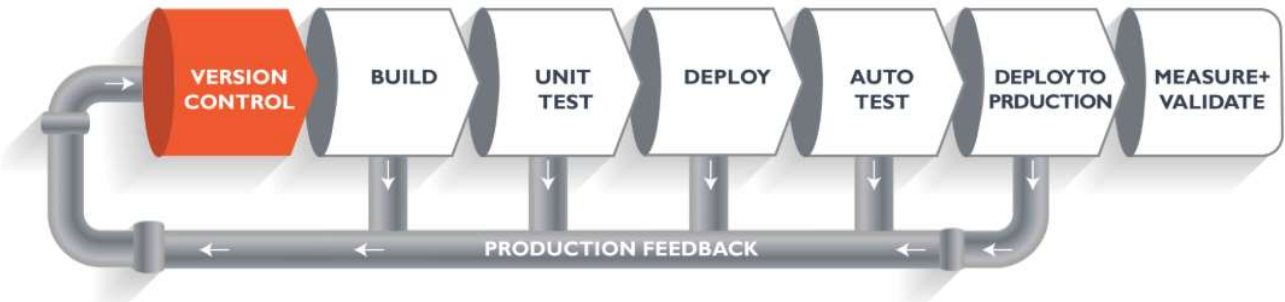 VERSION
CONTROL
BUILD
UNIT
TEST
DEPLOY
AUTO
TEST
DEPLOYTO
PRDUCTION
MEASURE+
VALIDATE
PRODUCTION FEEDBACK